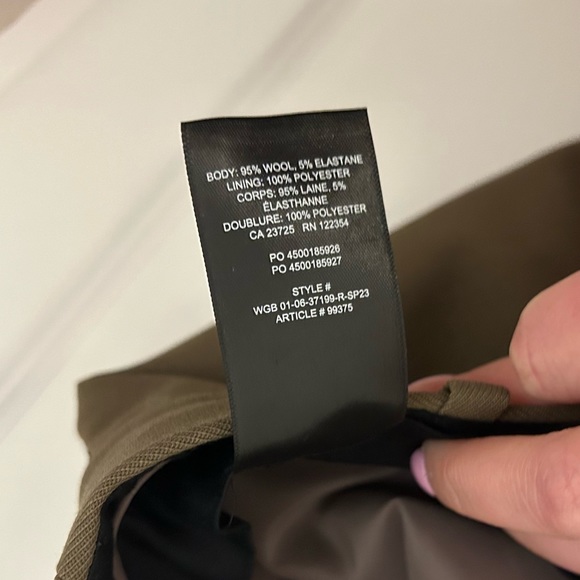 BODY: 95% WOOL, 5% ELASTANE
LINING: 100% POLYESTER
CORPS: 95% LAINE, 5%
ÉLASTHANNE
DOUBLURE: 100% POLYESTER
CA 23725 RN 122354
PO 4500185926
PO 4500185927
STYLE #
WGB 01-06-37199-R-SP23
ARTICLE # 99375